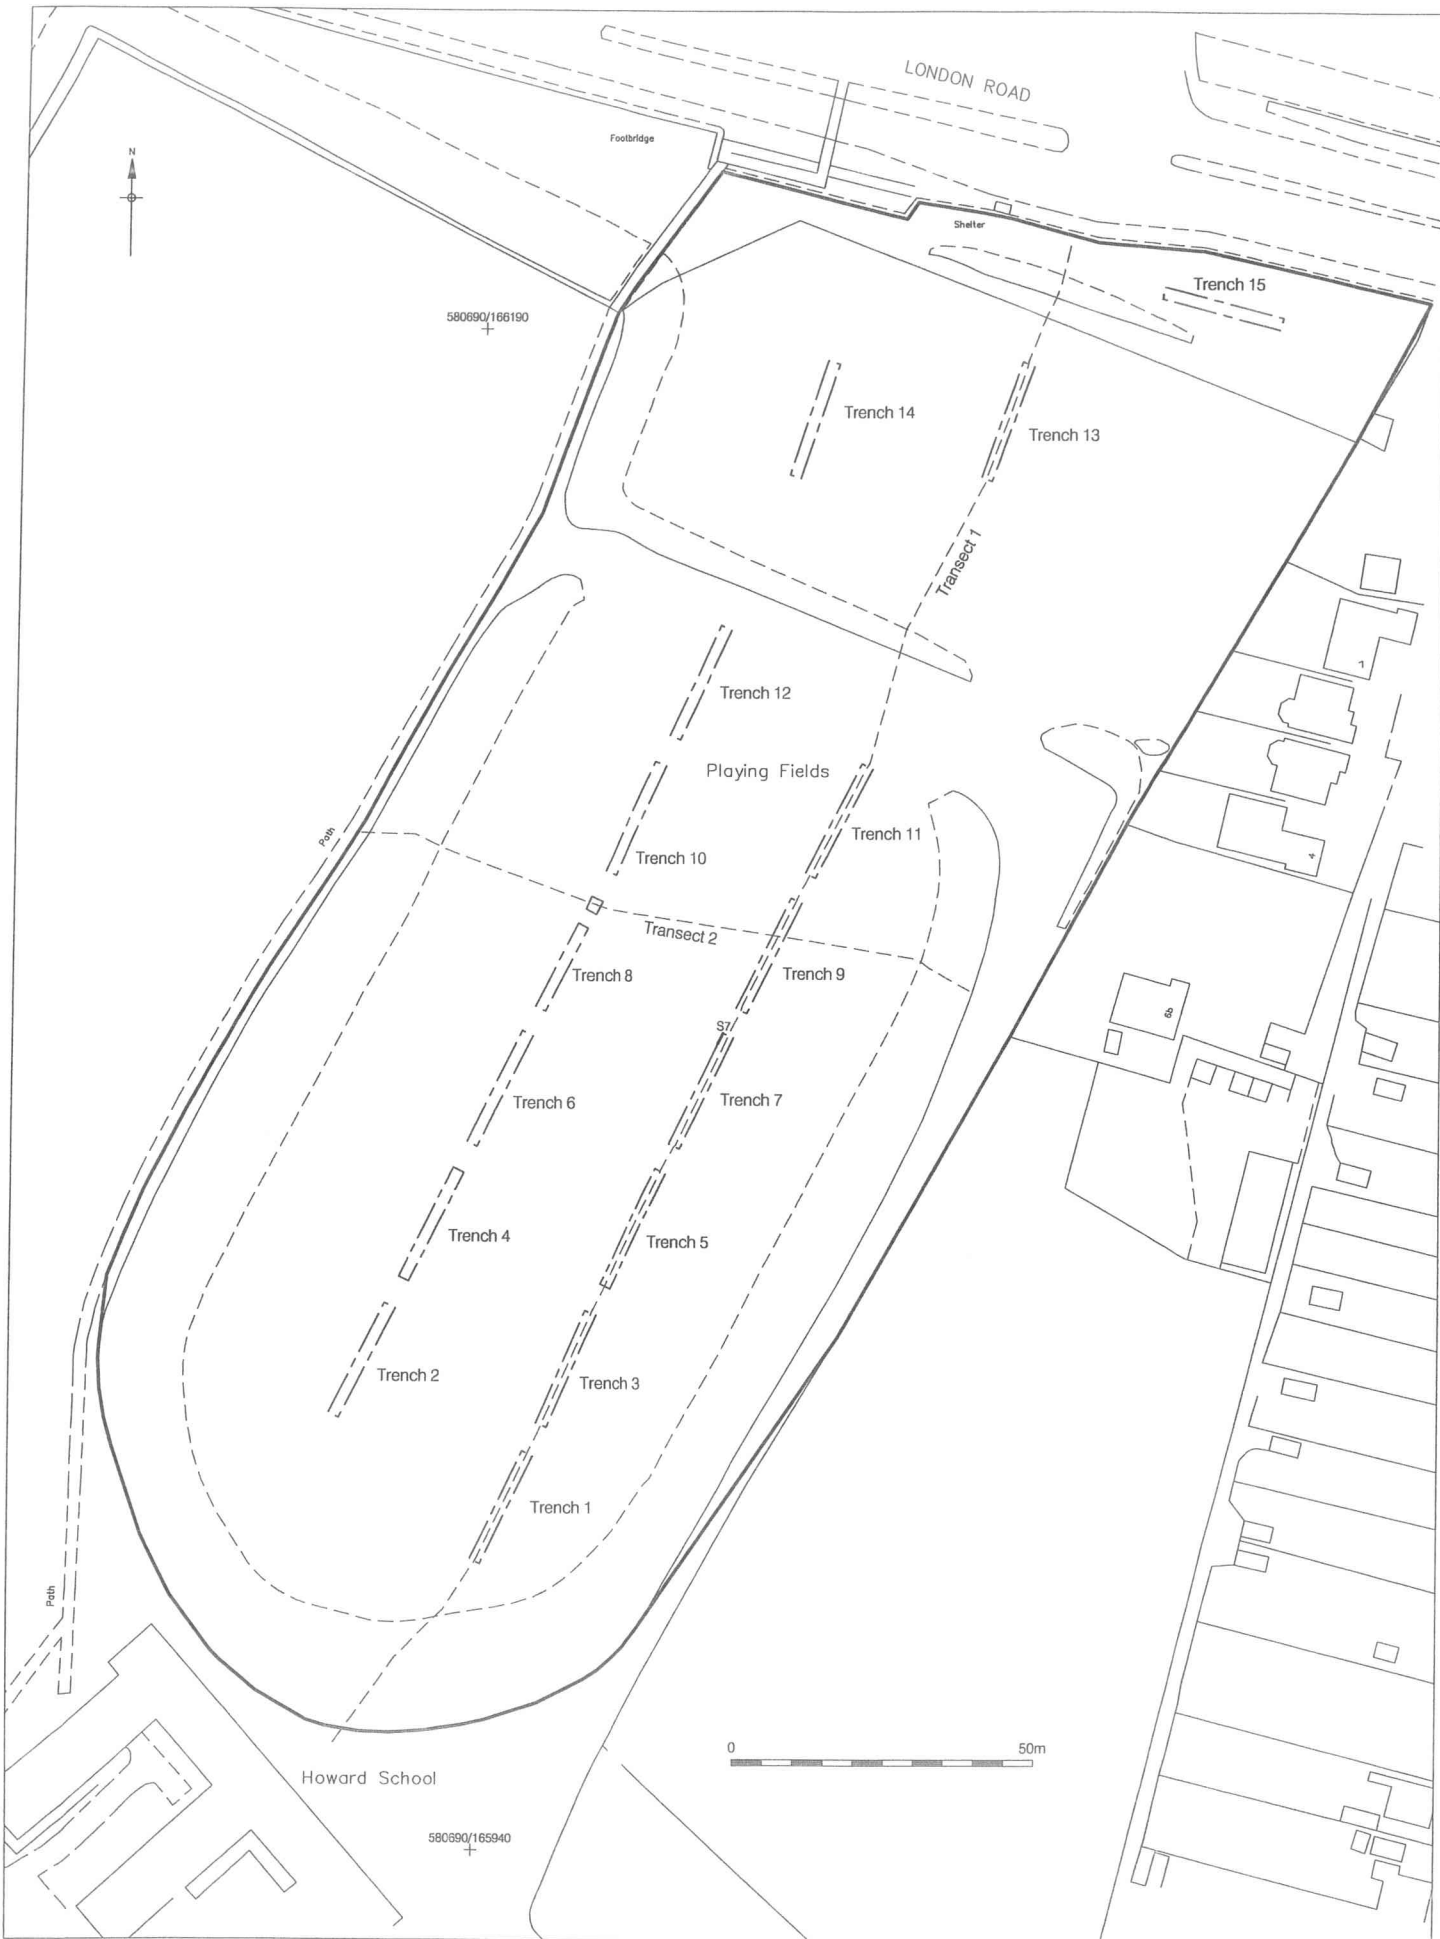 LONDON ROAD
Footbridge
N
Shelter
Trench 15
580690/166190
Trench 14
Trench 13
Transect 1
7
Trench 12
Playing Fields
Trench 11
Path
4
Trench 10
Transect 2
Trench 8
Trench 9
6b
S7
Trench 6
Trench 7
Trench 4
Trench 5
Trench 2
Trench 3
Trench 1
Path
0 50m
Howard School
580690/165940